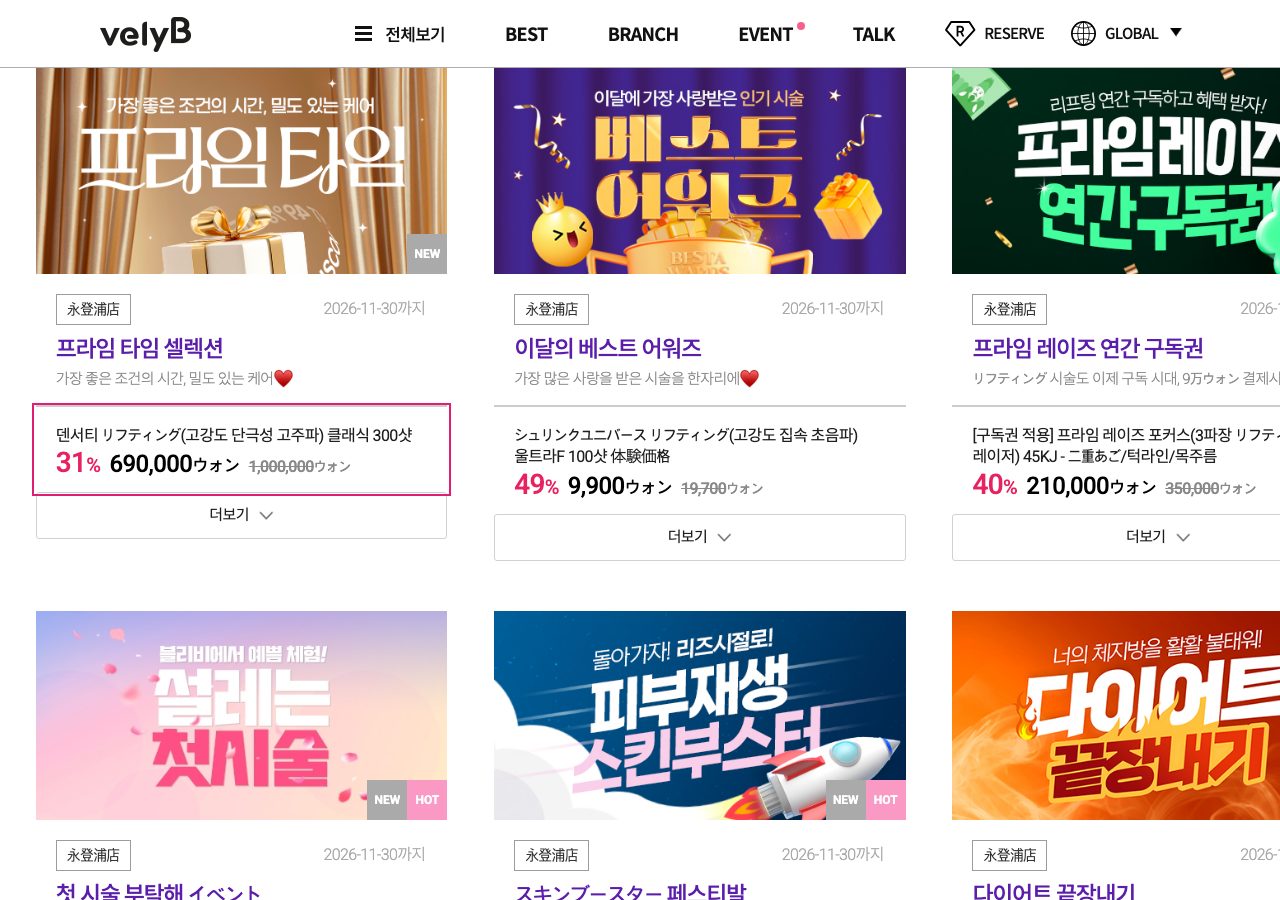 velyB
전체보기
BEST
BRANCH
EVENT
TALK
R
RESERVE
GLOBAL
가장 좋은 조건의 시간, 밀도 있는 케어
프라임 타임
NEW
永登浦店
2026-11-30까지
프라임 타임 셀렉션
가장 좋은 조건의 시간, 밀도 있는 케어
덴서티 リフティング(고강도 단극성 고주파) 클래식 300샷
31% 690,000ウォン 1,000,000ウォン
더보기
이달에 가장 사랑받은 인기 시술
베스트
어워즈
BESTA
AWARDS
永登浦店
2026-11-30까지
이달의 베스트 어워즈
가장 많은 사랑을 받은 시술을 한자리에
シュリンクユニバース リフティング(고강도 집속 초음파)
울트라F 100샷 体験価格
49% 9,900ウォン 19,700ウォン
더보기
리프팅 연간 구독하고 혜택 받자!
프라임 레이즈
연간 구독권
永登浦店
2026-1
프라임 레이즈 연간 구독권
リフティング 시술도 이제 구독 시대, 9万ウォン 결제시
[구독권 적용] 프라임 레이즈 포커스(3파장 リフティ
레이저) 45KJ - 二重あご/턱라인/목주름
40% 210,000ウォン 350,000ウォン
더보기
블리비에서 예쁨 체험!
설레는
첫시술
NEW
HOT
永登浦店
2026-11-30까지
첫 시술 부탁해 イベント
돌아가자! 리즈시절로!
피부재생
스킨부스터
NEW
HOT
永登浦店
2026-11-30까지
スキンブースター 페스티발
너의 체지방을 활활 불태워!
다이어트
끝장내기
永登浦店
2026-1
다이어트 끝장내기